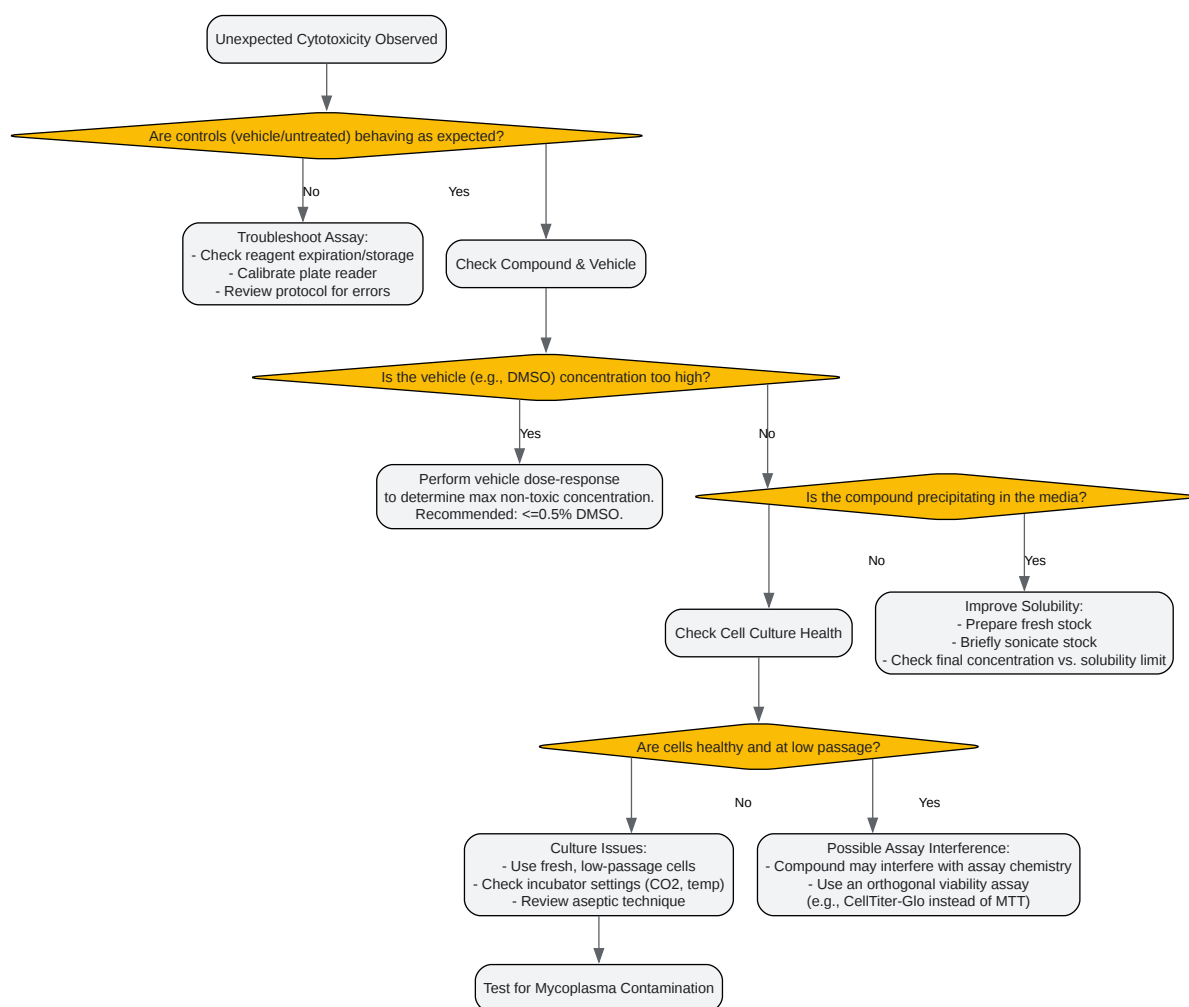 Unexpected Cytotoxicity Observed
Are controls (vehicle/untreated) behaving as expected?
No
Yes
Troubleshoot Assay:
- Check reagent expiration/storage
- Calibrate plate reader
- Review protocol for errors
Check Compound & Vehicle
Is the vehicle (e.g., DMSO) concentration too high?
Yes
No
Perform vehicle dose-response
to determine max non-toxic concentration.
Recommended: <=0.5% DMSO.
Is the compound precipitating in the media?
No
Yes
Improve Solubility:
- Prepare fresh stock
- Briefly sonicate stock
- Check final concentration vs. solubility limit
Check Cell Culture Health
Are cells healthy and at low passage?
No
Yes
Culture Issues:
- Use fresh, low-passage cells
- Check incubator settings (CO2, temp)
- Review aseptic technique
Possible Assay Interference:
- Compound may interfere with assay chemistry
- Use an orthogonal viability assay
(e.g., CellTiter-Glo instead of MTT)
Test for Mycoplasma Contamination